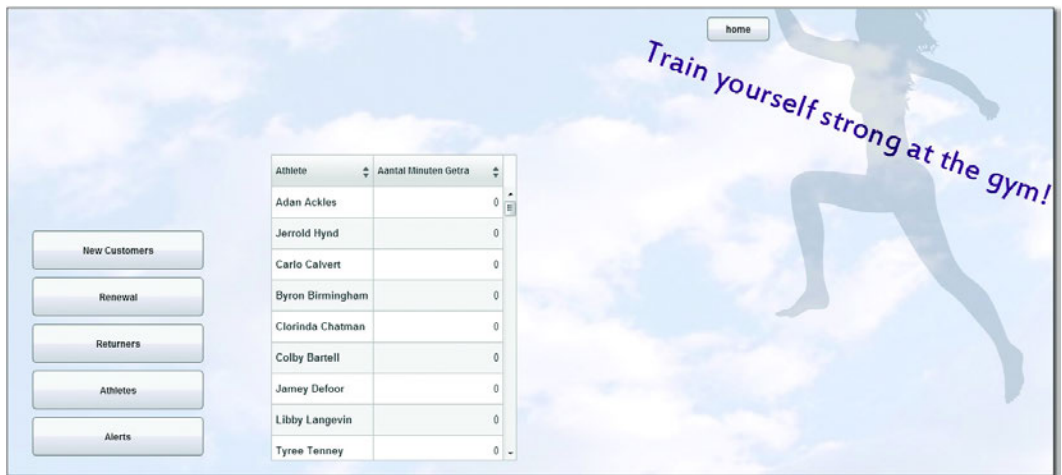 home
Train yourself strong at the gym!
Athlete Aantal Minuten Getra
Adan Ackles 0
Jerrold Hynd 0
Carlo Calvert 0
Byron Birmingham 0
Clorinda Chatman 0
Colby Bartell 0
Jamey Defoor 0
Libby Langevin 0
Tyree Tenney 0
New Customers
Renewal
Returners
Athletes
Alerts